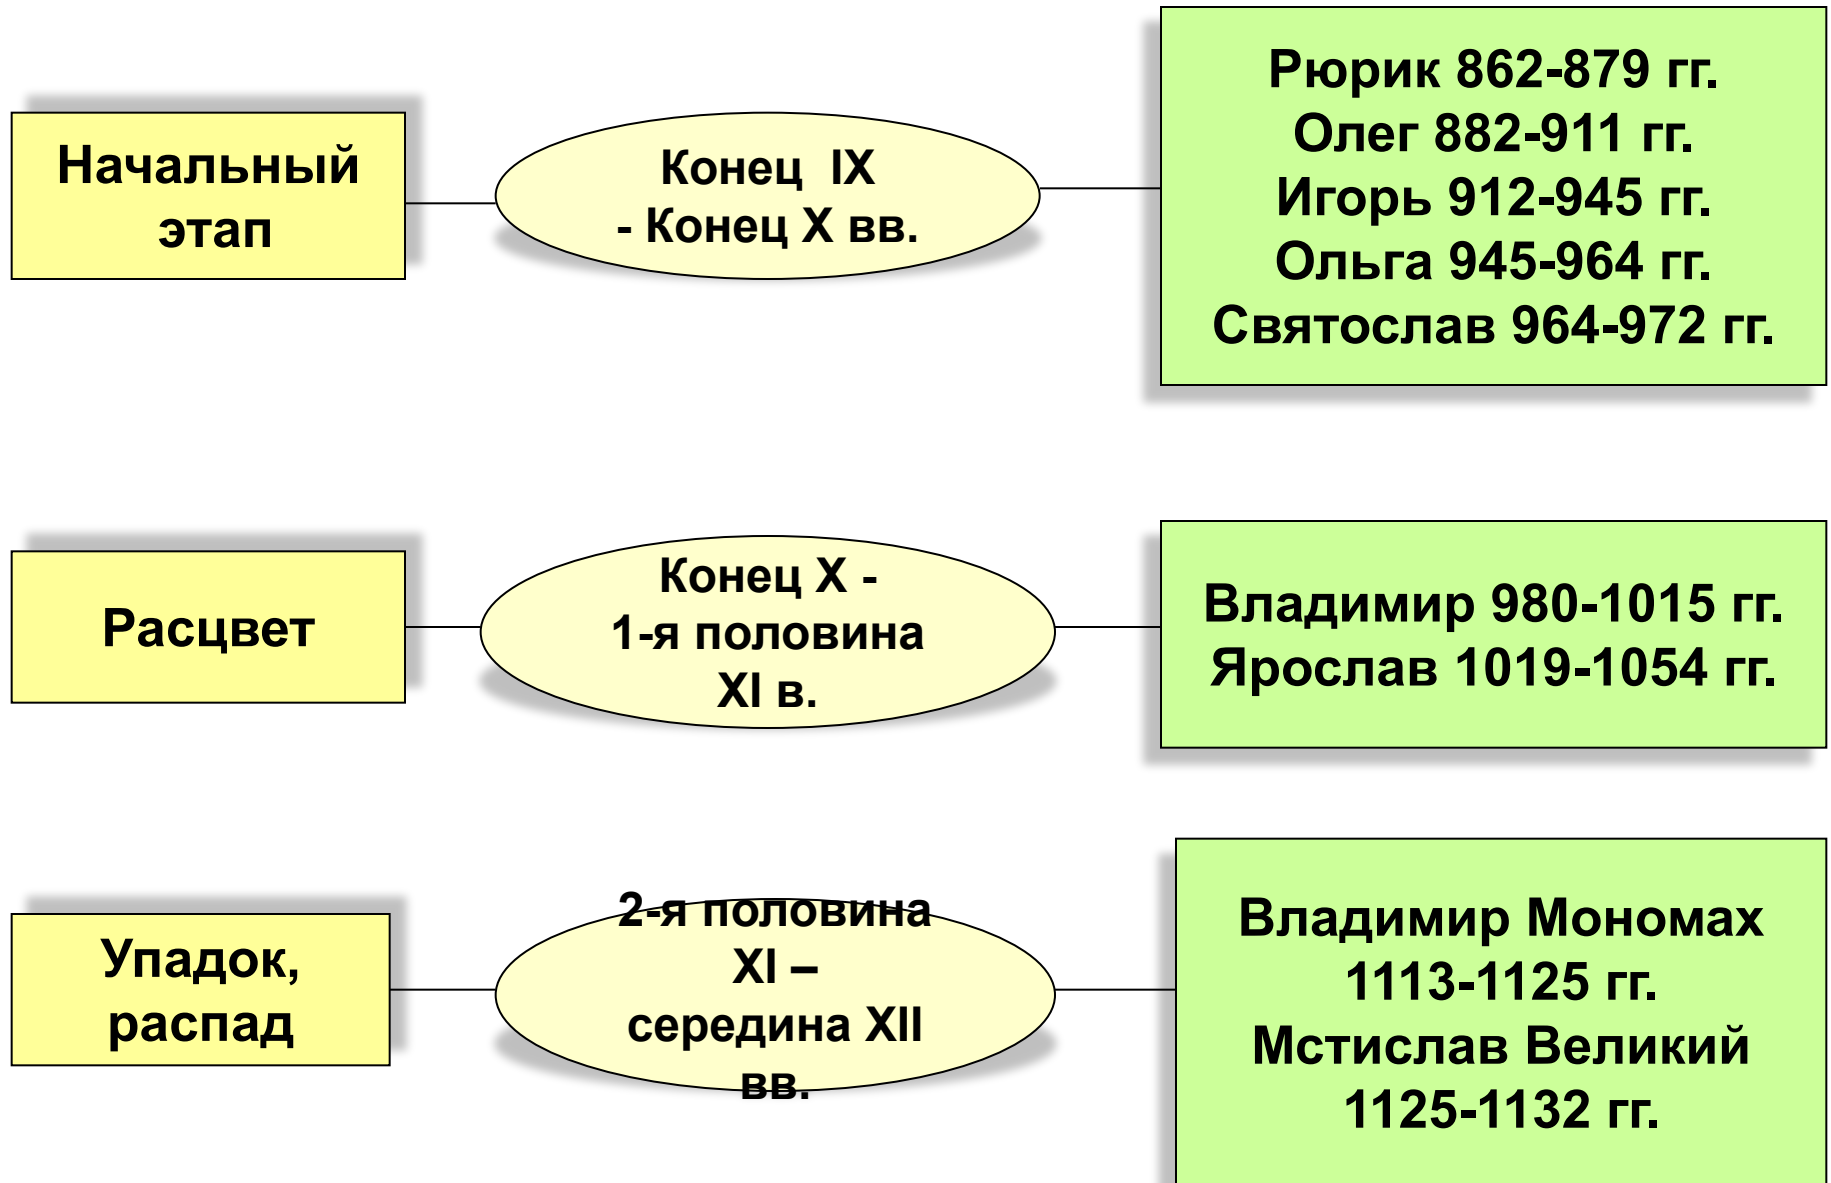 Начальный
этап
Конец IX
- Конец X вв.
Рюрик 862-879 гг.
Олег 882-911 гг.
Игорь 912-945 гг.
Ольга 945-964 гг.
Святослав 964-972 гг.
Расцвет
Конец X -
1-я половина
XI в.
Владимир 980-1015 гг.
Ярослав 1019-1054 гг.
Упадок,
распад
2-я половина
XI –
середина XII
вв.
Владимир Мономах
1113-1125 гг.
Мстислав Великий
1125-1132 гг.